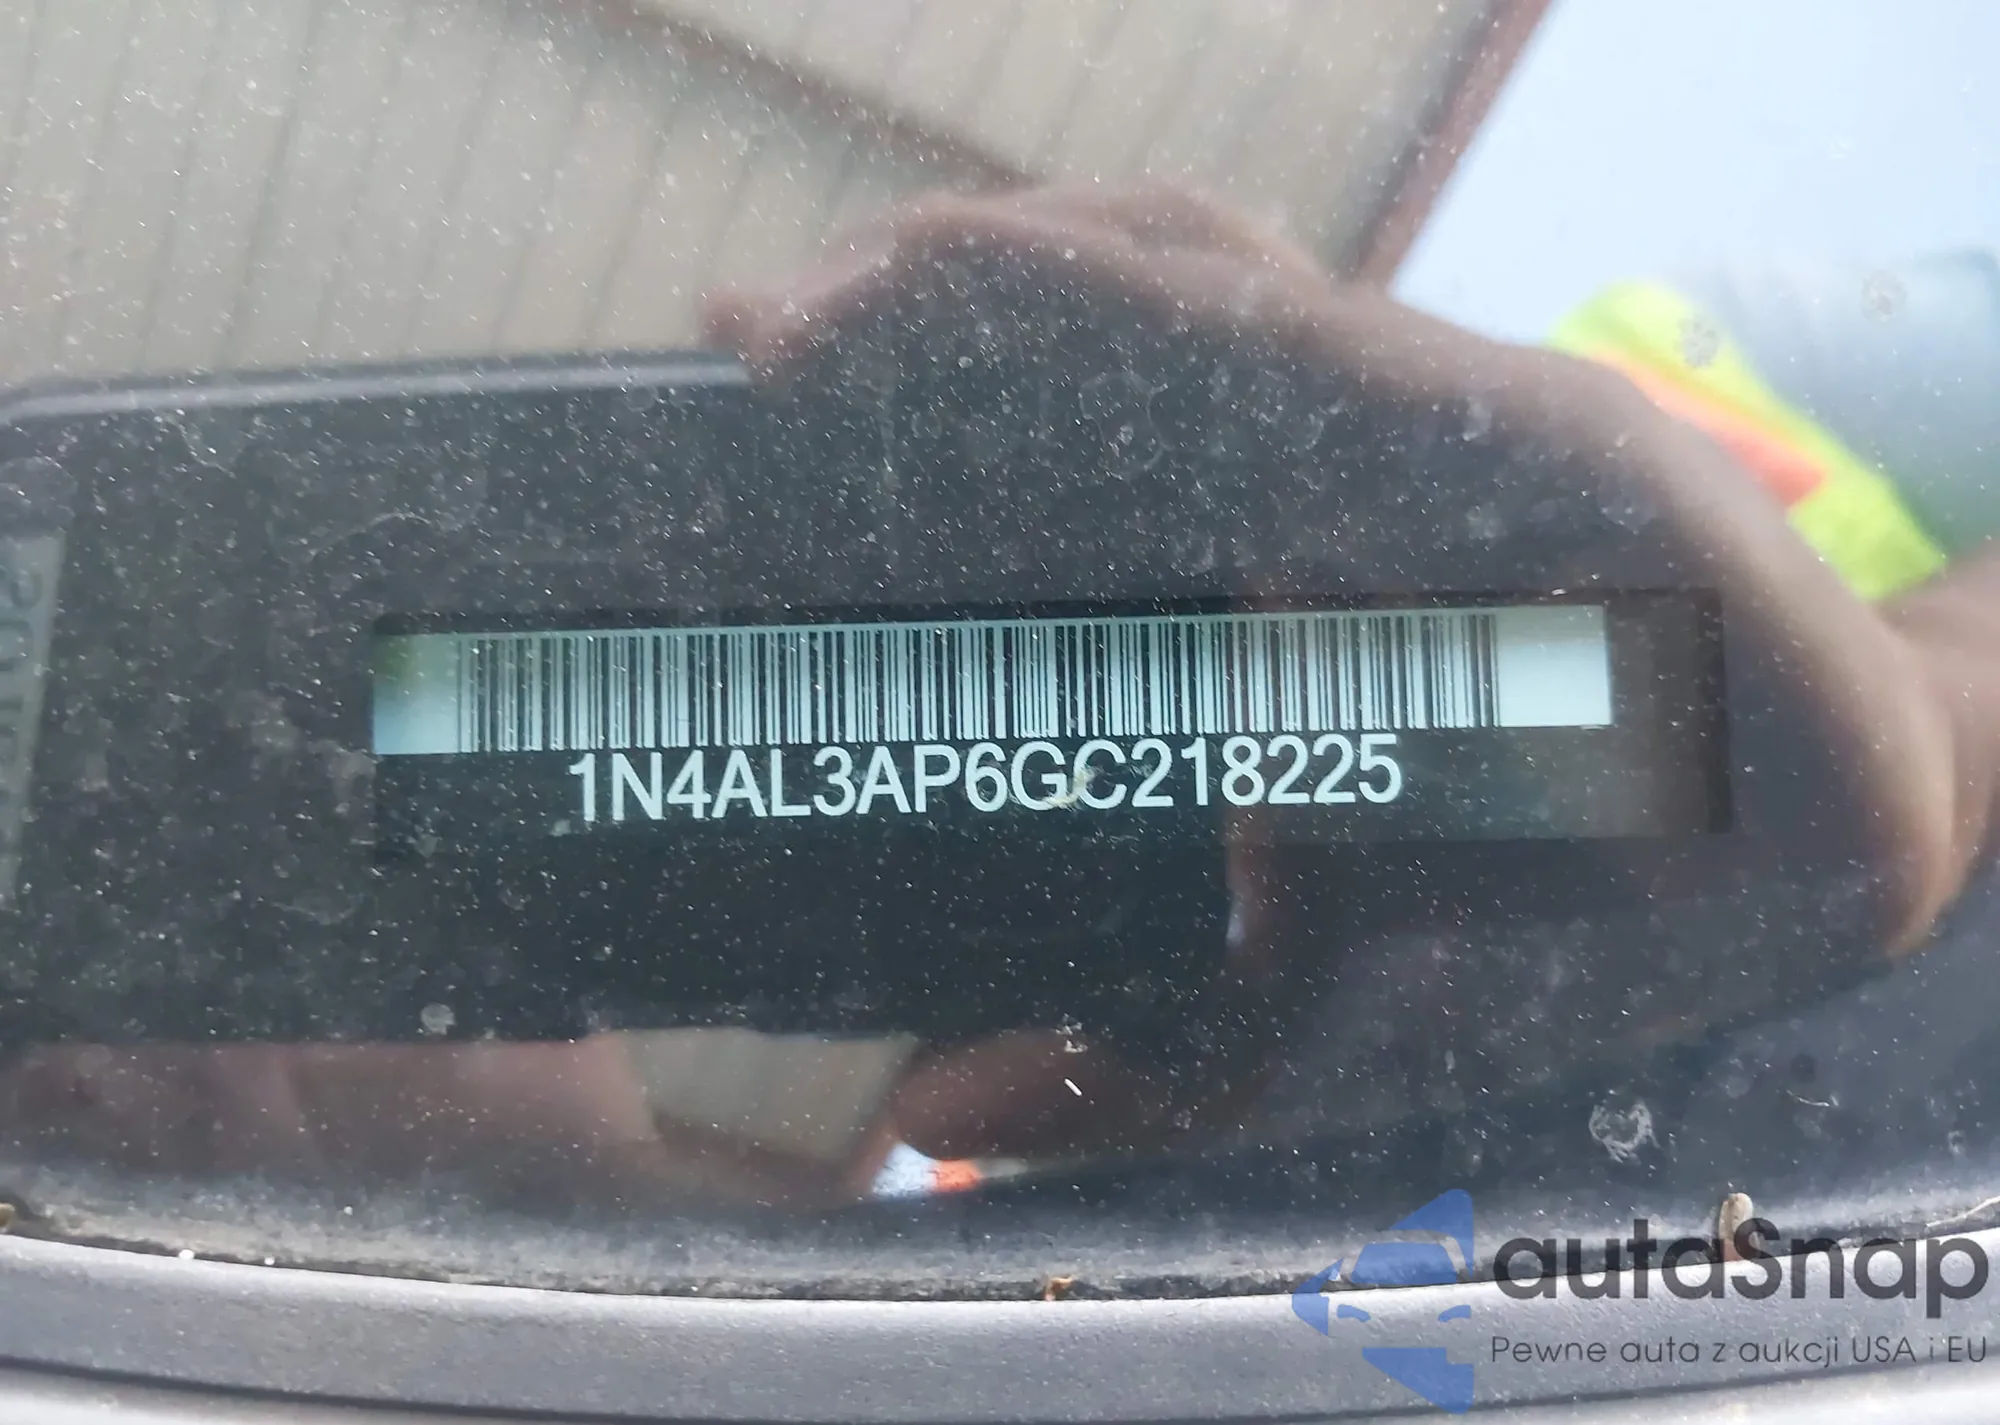 1N4AL3AP6GC218225
autaSnap
Pewne auta z aukcji USA i EU